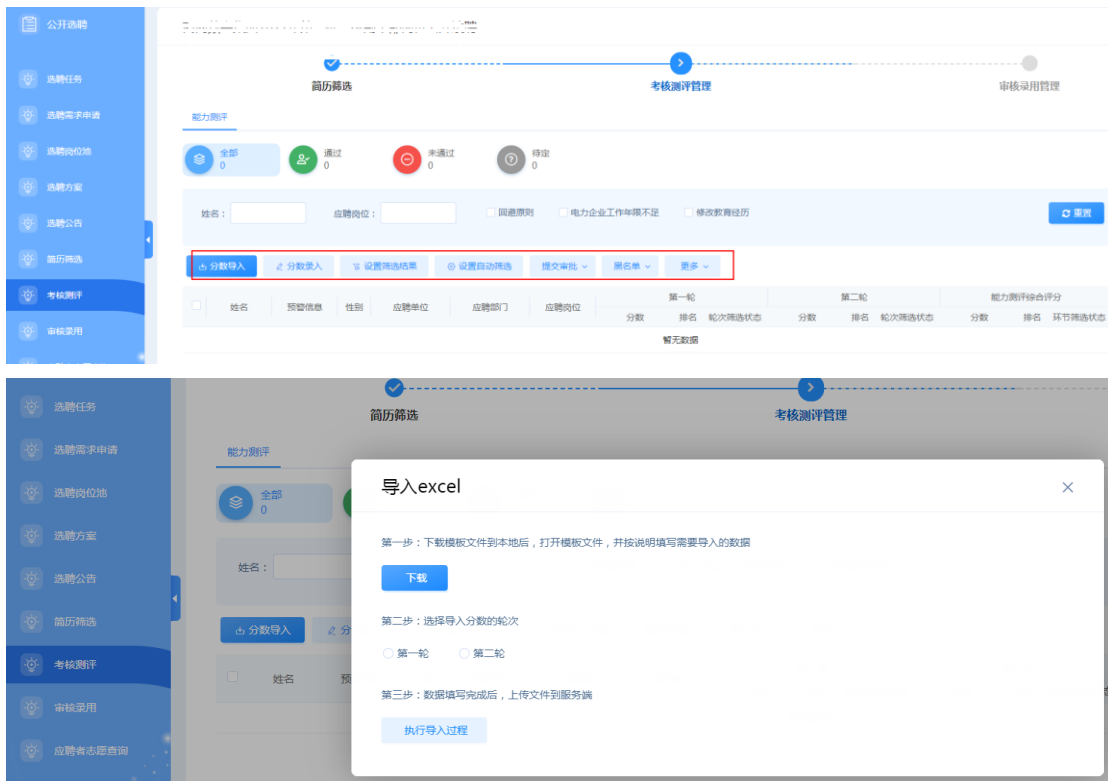 公开选聘
选聘任务
选聘需求申请
选聘岗位池
选聘方案
选聘公告
简历筛选
考核测评
审核录用
简历筛选
考核测评管理
审核录用管理
能力测评
全部
0
通过
0
未通过
0
待定
0
姓名：
应聘岗位：
回避原则
电力企业工作年限不足
修改教育经历
重置
分数导入
分数录入
设置筛选结果
设置自动筛选
提交审批
黑名单
更多
姓名
预警信息
性别
应聘单位
应聘部门
应聘岗位
第一轮
第二轮
能力测评综合评分
分数
排名
轮次筛选状态
分数
排名
轮次筛选状态
分数
排名
环节筛选状态
暂无数据
选聘任务
选聘需求申请
选聘岗位池
选聘方案
选聘公告
简历筛选
考核测评
审核录用
应聘者志愿查询
简历筛选
考核测评管理
能力测评
全部
0
姓名：
分数导入
分
姓名
预
导入excel
第一步：下载模板文件到本地后，打开模板文件，并按说明填写需要导入的数据
下载
第二步：选择导入分数的轮次
第一轮
第二轮
第三步：数据填写完成后，上传文件到服务端
执行导入过程